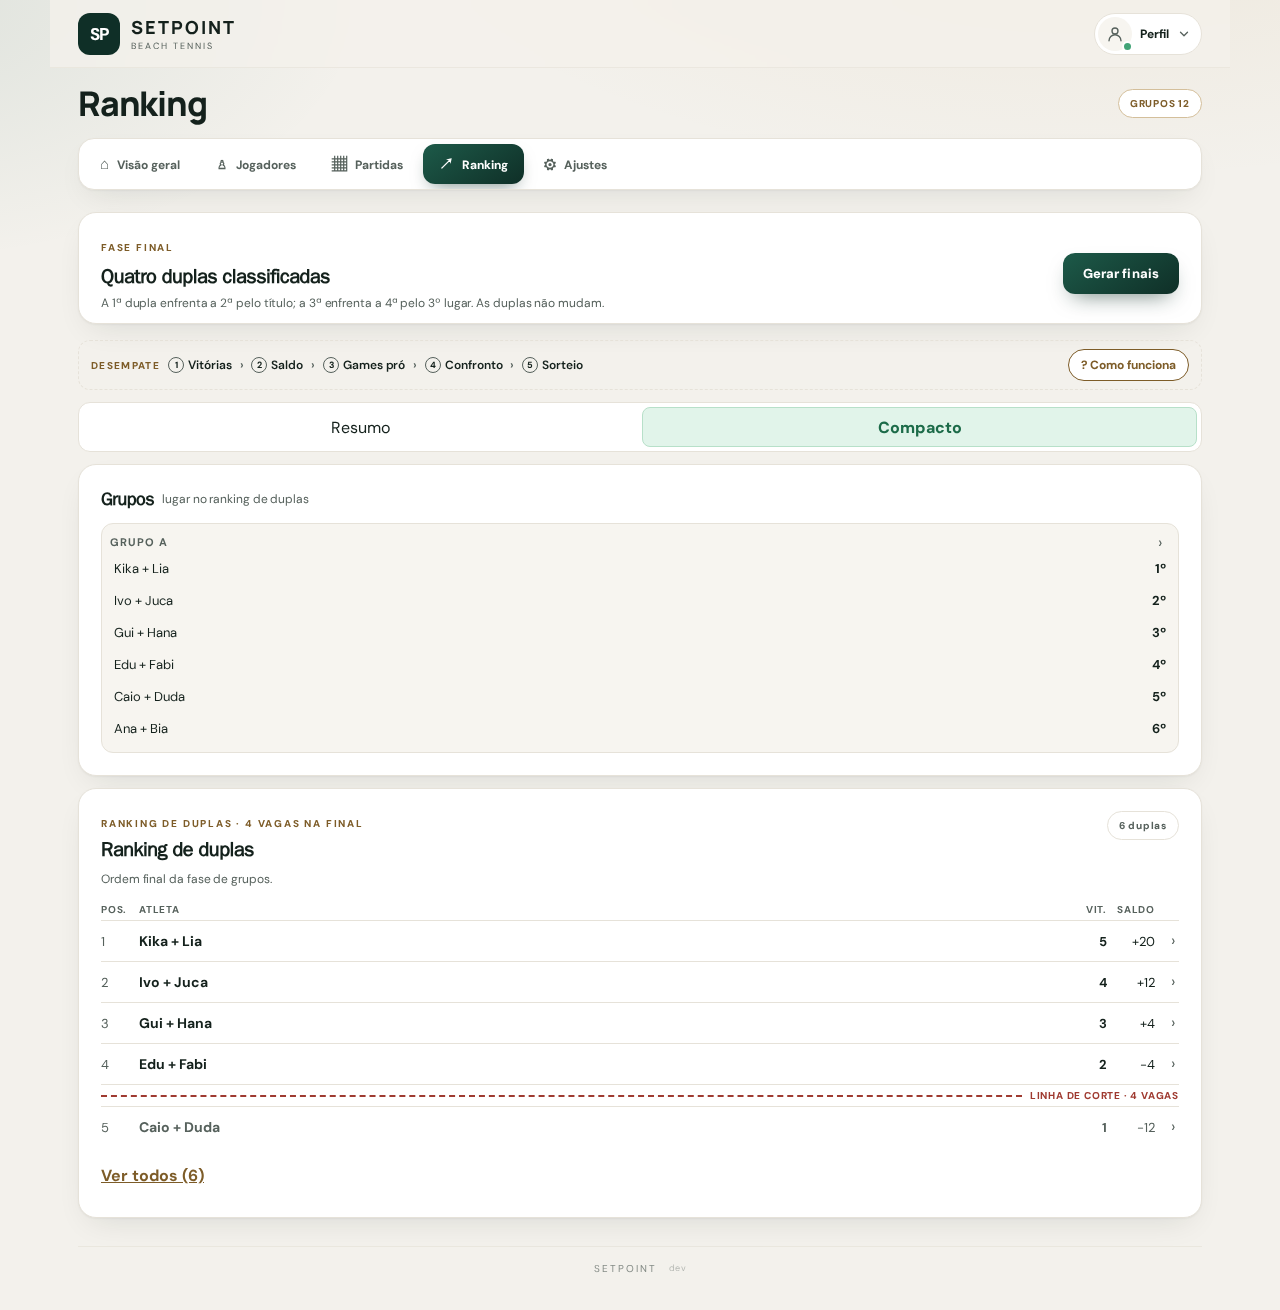 SP SETPOINT
BEACH TENNIS
Perfil
Ranking
GRUPOS 12
Visão geral Jogadores Partidas Ranking Ajustes
FASE FINAL
Quatro duplas classificadas
A 1ª dupla enfrenta a 2ª pelo título; a 3ª enfrenta a 4ª pelo 3º lugar. As duplas não mudam.
Gerar finais
DESEMPATE 1 Vitórias › 2 Saldo › 3 Games pró › 4 Confronto › 5 Sorteio
? Como funciona
Resumo Compacto
Grupos lugar no ranking de duplas
GRUPO A ›
Kika + Lia 1º
Ivo + Juca 2º
Gui + Hana 3º
Edu + Fabi 4º
Caio + Duda 5º
Ana + Bia 6º
RANKING DE DUPLAS · 4 VAGAS NA FINAL
6 duplas
Ranking de duplas
Ordem final da fase de grupos.
POS. ATLETA VIT. SALDO
1 Kika + Lia 5 +20 ›
2 Ivo + Juca 4 +12 ›
3 Gui + Hana 3 +4 ›
4 Edu + Fabi 2 -4 ›
LINHA DE CORTE · 4 VAGAS
5 Caio + Duda 1 -12 ›
Ver todos (6)
SETPOINT dev